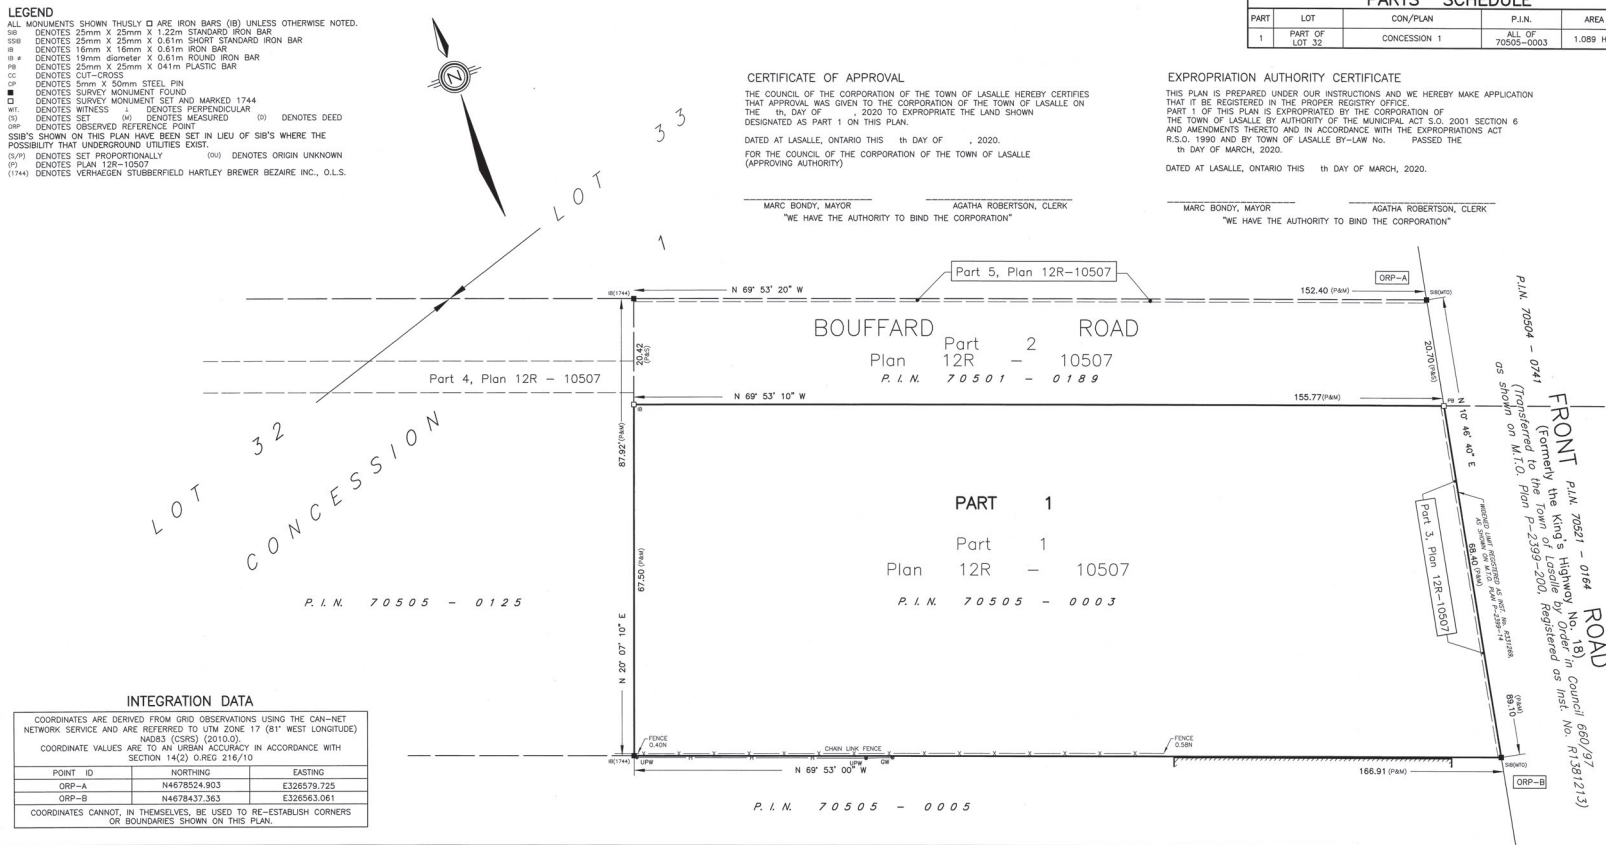 LEGEND
ALL MONUMENTS SHOWN THUSLY □ ARE IRON BARS (IB) UNLESS OTHERWISE NOTED.
SIB DENOTES 25mm X 25mm X 1.22m STANDARD IRON BAR
SSIB DENOTES 25mm X 25mm X 0.61m SHORT STANDARD IRON BAR
IB DENOTES 16mm X 16mm X 0.61m IRON BAR
IB ø DENOTES 19mm diameter X 0.61m ROUND IRON BAR
PB DENOTES 25mm X 25mm X 041m PLASTIC BAR
CC DENOTES CUT-CROSS
CP DENOTES 5mm X 50mm STEEL PIN
■ DENOTES SURVEY MONUMENT FOUND
□ DENOTES SURVEY MONUMENT SET AND MARKED 1744
WIT. DENOTES WITNESS ⊥ DENOTES PERPENDICULAR
(S) DENOTES SET (M) DENOTES MEASURED (D) DENOTES DEED
ORP DENOTES OBSERVED REFERENCE POINT
SSIB'S SHOWN ON THIS PLAN HAVE BEEN SET IN LIEU OF SIB'S WHERE THE
POSSIBILITY THAT UNDERGROUND UTILITIES EXIST.
(S/P) DENOTES SET PROPORTIONALLY (OU) DENOTES ORIGIN UNKNOWN
(P) DENOTES PLAN 12R-10507
(1744) DENOTES VERHAEGEN STUBBERFIELD HARTLEY BREWER BEZAIRE INC., O.L.S.
N
PARTS SCHEDULE
PART LOT CON/PLAN P.I.N. AREA
1 PART OF LOT 32 CONCESSION 1 ALL OF 70505-0003 1.089 H
CERTIFICATE OF APPROVAL
THE COUNCIL OF THE CORPORATION OF THE TOWN OF LASALLE HEREBY CERTIFIES
THAT APPROVAL WAS GIVEN TO THE CORPORATION OF THE TOWN OF LASALLE ON
THE th, DAY OF , 2020 TO EXPROPRIATE THE LAND SHOWN
DESIGNATED AS PART 1 ON THIS PLAN.
DATED AT LASALLE, ONTARIO THIS th DAY OF , 2020.
FOR THE COUNCIL OF THE CORPORATION OF THE TOWN OF LASALLE
(APPROVING AUTHORITY)
MARC BONDY, MAYOR AGATHA ROBERTSON, CLERK
"WE HAVE THE AUTHORITY TO BIND THE CORPORATION"
EXPROPRIATION AUTHORITY CERTIFICATE
THIS PLAN IS PREPARED UNDER OUR INSTRUCTIONS AND WE HEREBY MAKE APPLICATION
THAT IT BE REGISTERED IN THE PROPER REGISTRY OFFICE.
PART 1 OF THIS PLAN IS EXPROPRIATED BY THE CORPORATION OF
THE TOWN OF LASALLE BY AUTHORITY OF THE MUNICIPAL ACT S.O. 2001 SECTION 6
AND AMENDMENTS THERETO AND IN ACCORDANCE WITH THE EXPROPRIATIONS ACT
R.S.O. 1990 AND BY TOWN OF LASALLE BY-LAW No. PASSED THE
th DAY OF MARCH, 2020.
DATED AT LASALLE, ONTARIO THIS th DAY OF MARCH, 2020.
MARC BONDY, MAYOR AGATHA ROBERTSON, CLERK
"WE HAVE THE AUTHORITY TO BIND THE CORPORATION"
LOT 33
LOT 32
CONCESSION 1
Part 5, Plan 12R-10507
ORP-A
IB(1744)
N 69° 53' 20" W
152.40 (P&M)
SIB(MTO)
BOUFFARD ROAD
Part 2
Plan 12R - 10507
P.I.N. 70501 - 0189
20.42 (P&S)
20.70(P&S)
Part 4, Plan 12R - 10507
N 69° 53' 10" W
155.77(P&M)
IB
PB
87.92 (P&M)
N 10° 46' 40" E
PART 1
Part 1
Plan 12R - 10507
P.I.N. 70505 - 0003
67.50 (P&M)
N 20° 07' 10" E
P.I.N. 70505 - 0125
Part 3, Plan 12R-10507
WIDENED LIMIT REGISTERED AS INST. No. R331269,
AS SHOWN ON M.T.O. PLAN P-2399-14
68.40 (P&M)
89.10 (P&M)
P.I.N. 70504 - 0741
FRONT ROAD
P.I.N. 70521 - 0164
(Formerly the King's Highway No. 18)
(Transferred to the Town of Lasalle by Order in Council 660/97
as shown on M.T.O. Plan P-2399-200, Registered as Inst. No. R1381213)
FENCE 0.40N
CHAIN LINK FENCE
FENCE 0.58N
IB(1744)
UPW
UPW
GW
N 69° 53' 00" W
166.91 (P&M)
SIB(MTO)
ORP-B
P.I.N. 70505 - 0005
INTEGRATION DATA
COORDINATES ARE DERIVED FROM GRID OBSERVATIONS USING THE CAN-NET
NETWORK SERVICE AND ARE REFERRED TO UTM ZONE 17 (81° WEST LONGITUDE)
NAD83 (CSRS) (2010.0).
COORDINATE VALUES ARE TO AN URBAN ACCURACY IN ACCORDANCE WITH
SECTION 14(2) O.REG 216/10
POINT ID NORTHING EASTING
ORP-A N4678524.903 E326579.725
ORP-B N4678437.363 E326563.061
COORDINATES CANNOT, IN THEMSELVES, BE USED TO RE-ESTABLISH CORNERS
OR BOUNDARIES SHOWN ON THIS PLAN.